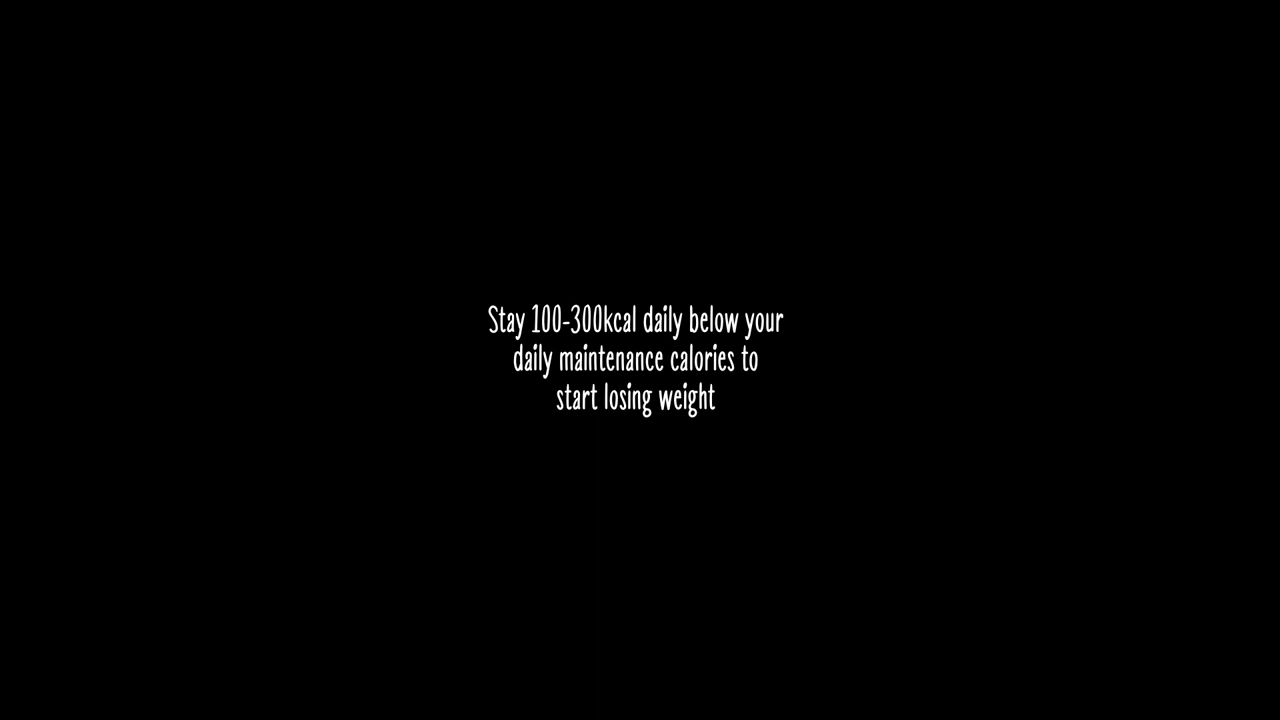 Stay 100-300kcal daily below your
daily maintenance calories to
start losing weight